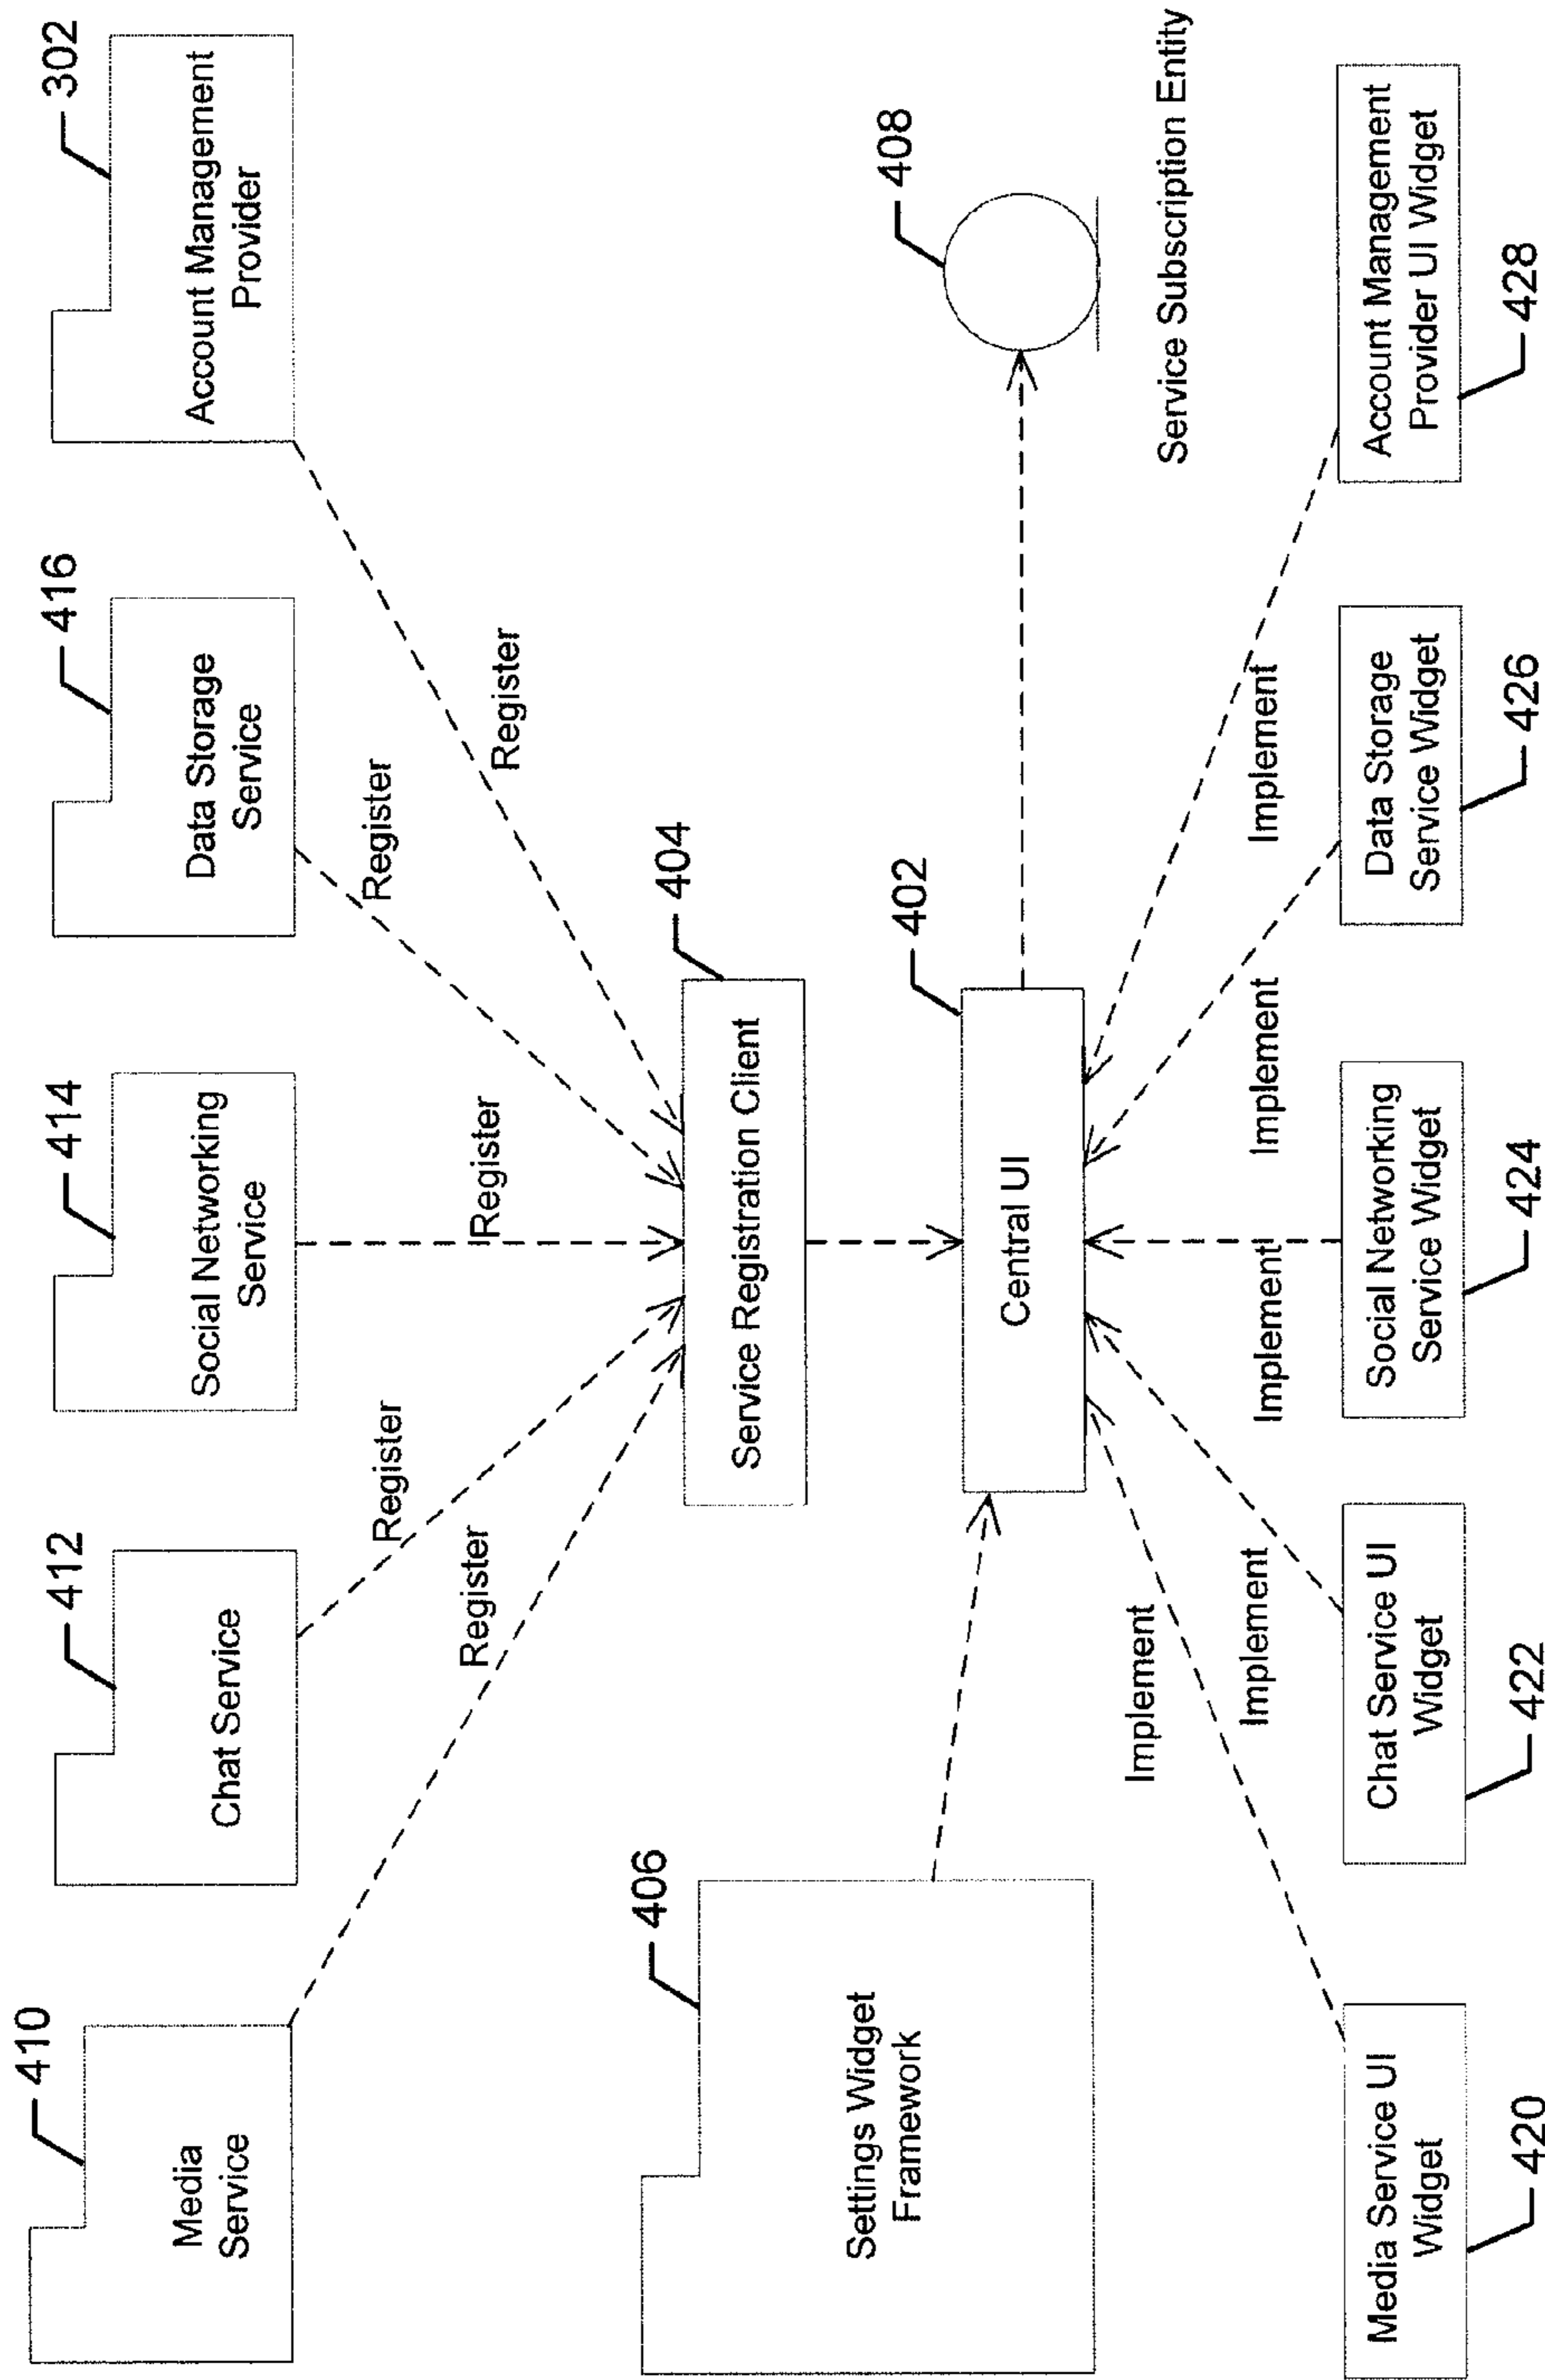 410
Media
Service
412
Chat Service
414
Social Networking
Service
416
Data Storage
Service
302
Account Management
Provider
Register
Register
Register
Register
Register
406
Settings Widget
Framework
404
Service Registration Client
402
Central UI
408
Service Subscription Entity
Implement
Implement
Implement
Implement
Implement
Media Service UI
Widget
420
Chat Service UI
Widget
422
Social Networking
Service Widget
424
Data Storage
Service Widget
426
Account Management
Provider UI Widget
428